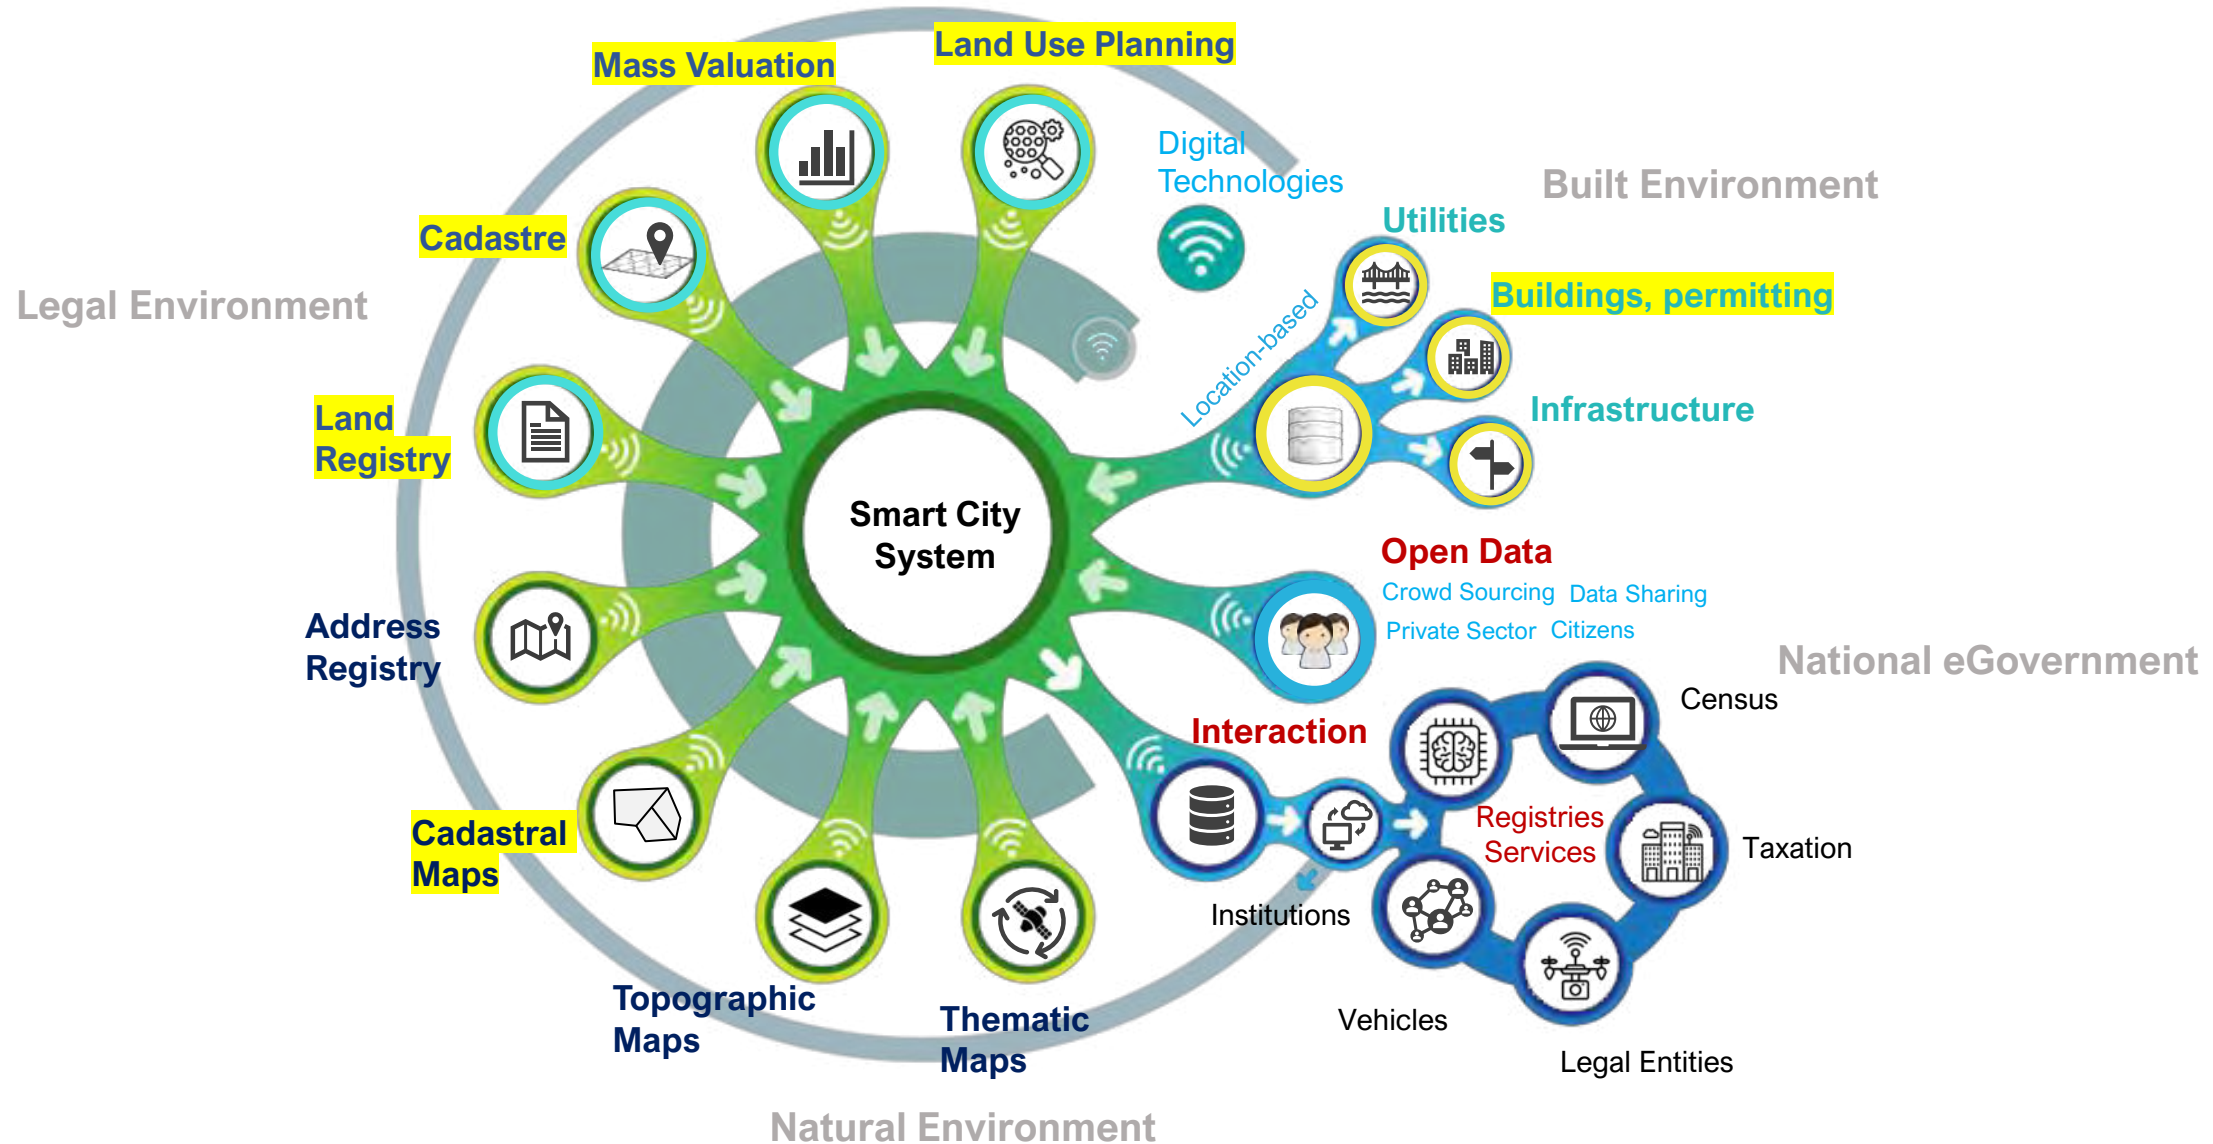 Land Use Planning
Mass Valuation
Digital
Technologies
Built Environment
Utilities
Cadastre
Buildings, permitting
Legal Environment
Location-based
Land
Registry
Infrastructure
Smart City
System
Open Data
Crowd Sourcing Data Sharing
Private Sector Citizens
Address
Registry
National eGovernment
Census
Interaction
Registries
Services
Cadastral
Maps
Taxation
Institutions
Topographic
Maps
Thematic
Maps
Vehicles
Legal Entities
Natural Environment